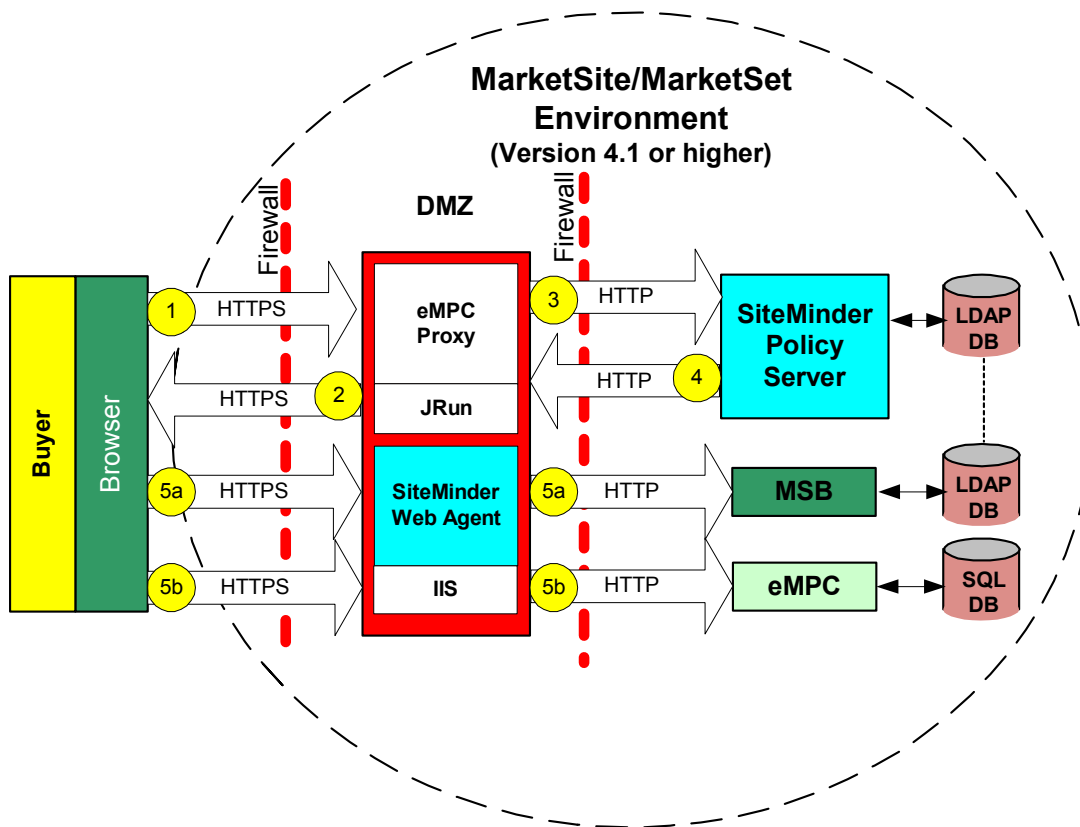 MarketSite/MarketSet
Environment
(Version 4.1 or higher)
Firewall
DMZ
Firewall
Buyer
Browser
1
HTTPS
eMPC
Proxy
3
HTTP
SiteMinder
Policy
Server
LDAP
DB
HTTPS
2
JRun
HTTP
4
5a
HTTPS
SiteMinder
Web Agent
5a
HTTP
MSB
LDAP
DB
5b
HTTPS
IIS
5b
HTTP
eMPC
SQL
DB